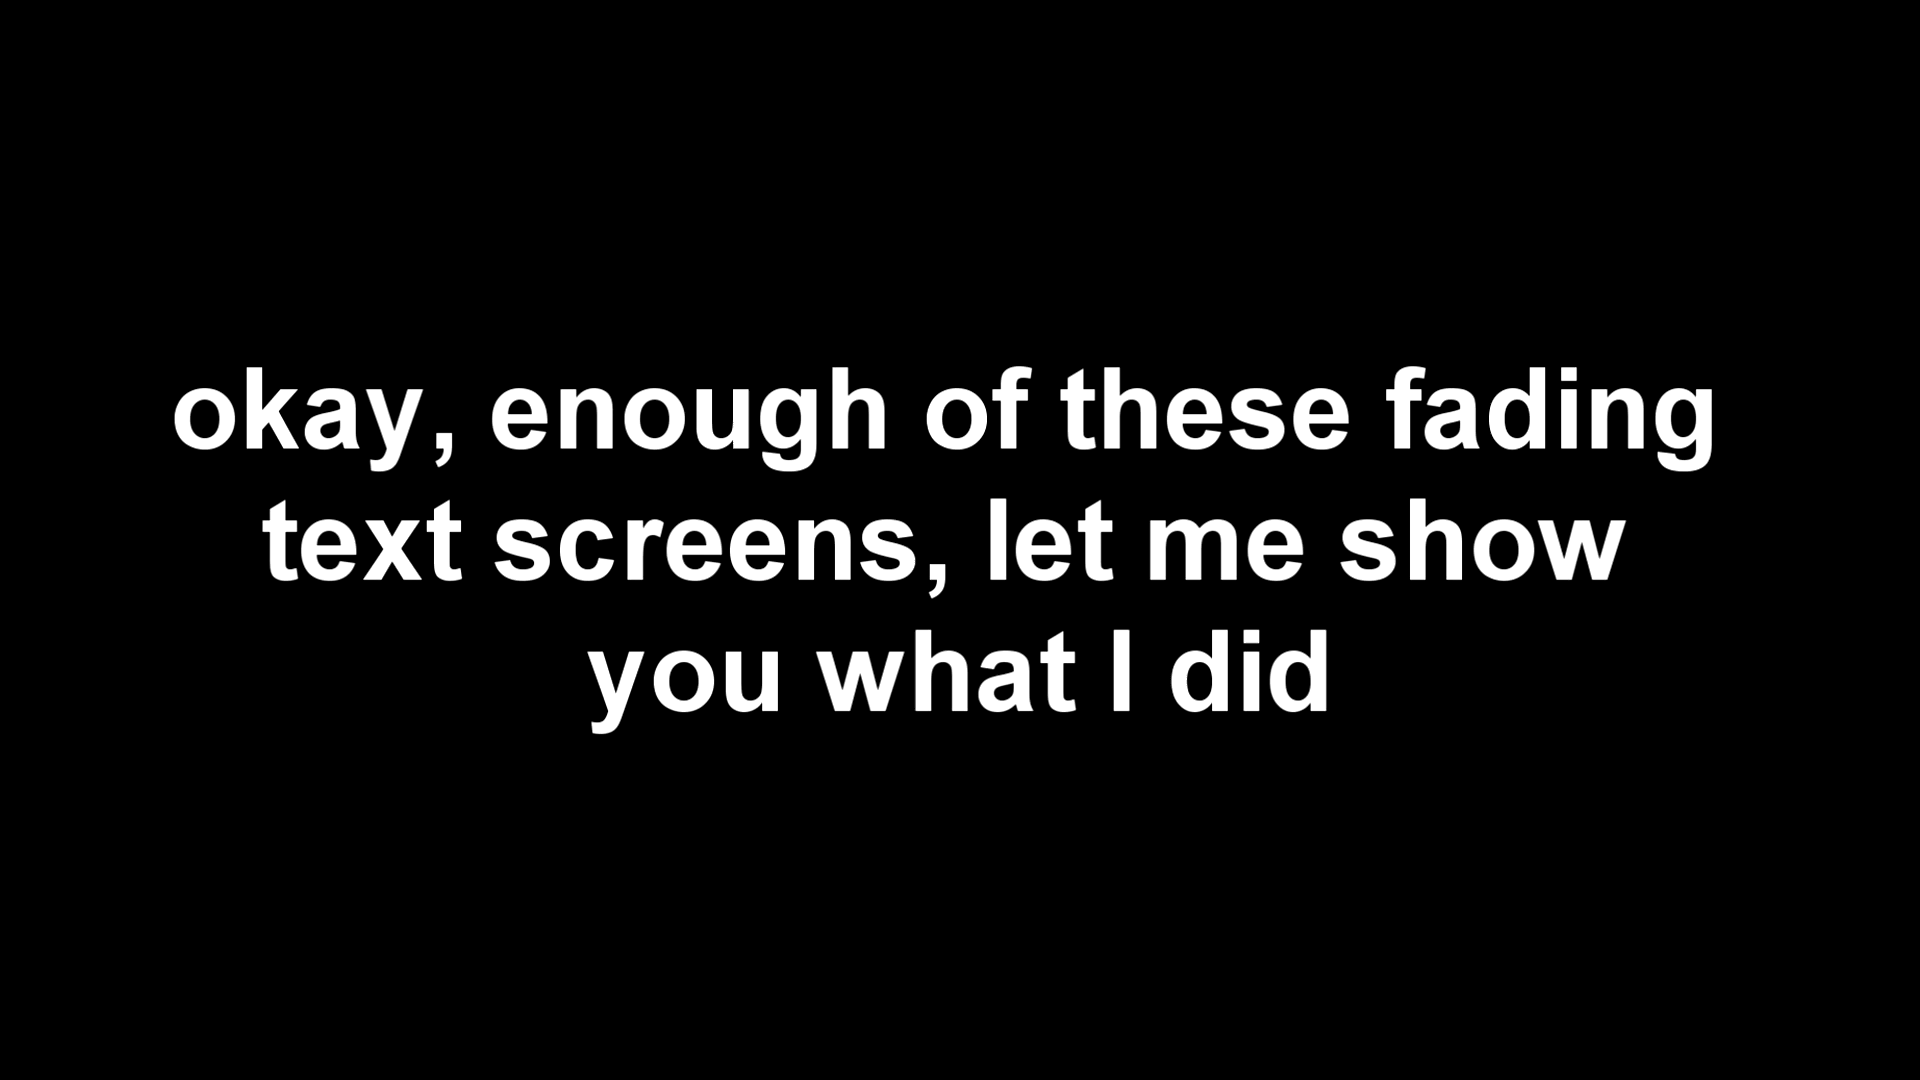 okay, enough of these fading
text screens, let me show
you what I did